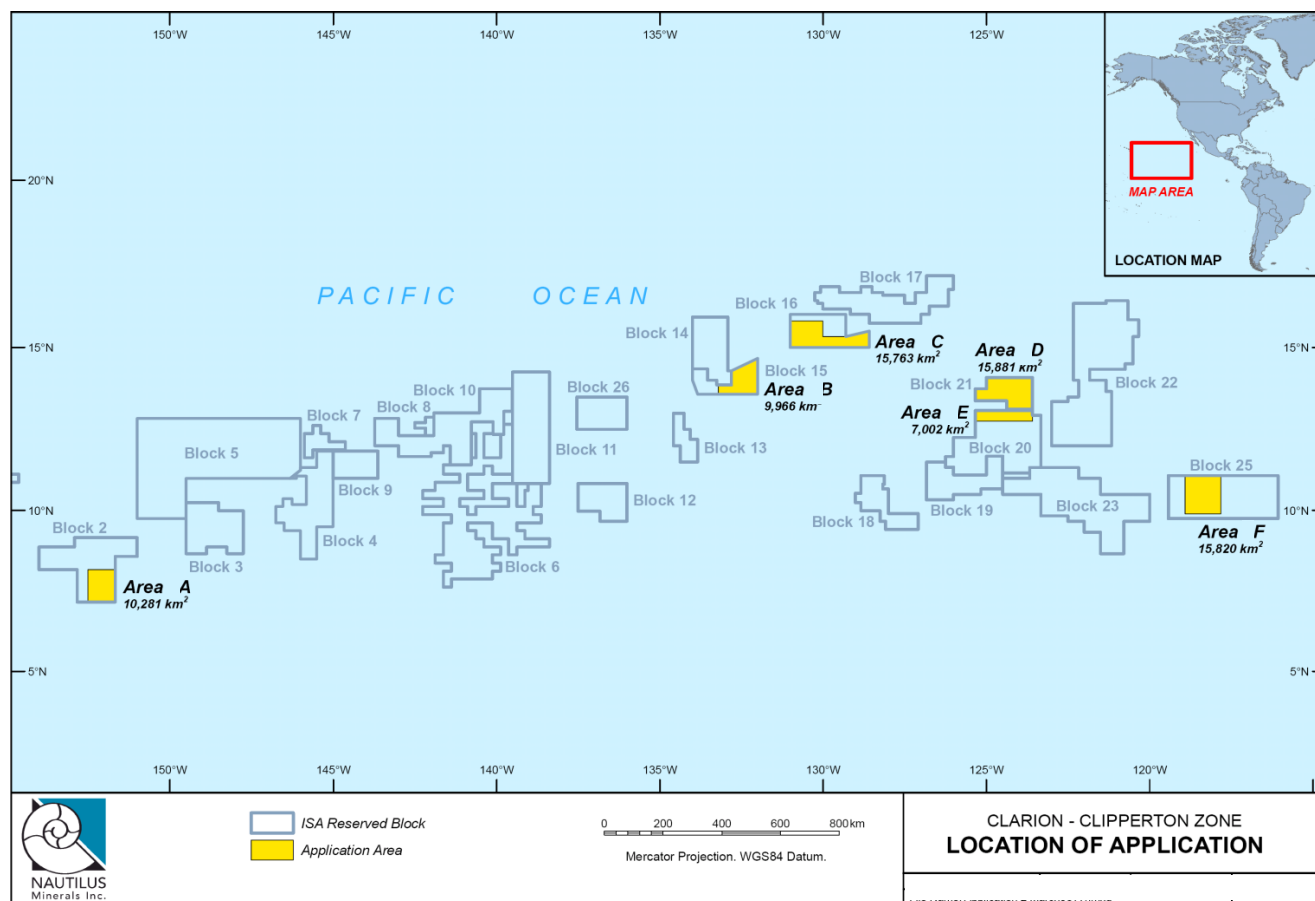 150°W 145°W 140°W 135°W 130°W 125°W
MAP AREA
LOCATION MAP
20°N
PACIFIC OCEAN
Block 17
Block 16
Block 14
15°N 15°N
Area C
15,763 km²
Area D
15,881 km²
Block 15
Area B
9,966 km
Block 21
Block 22
Block 10
Block 26
Block 7
Block 8
Area E
7,002 km²
Block 5
Block 11
Block 13
Block 20
Block 9
Block 25
Block 12
10°N 10°N
Block 18
Block 19
Block 23
Block 2
Block 4
Block 3
Block 6
Area F
15,820 km²
Area A
10,281 km²
5°N 5°N
150°W 145°W 140°W 135°W 130°W 125°W 120°W
NAUTILUS
Minerals Inc.
ISA Reserved Block
Application Area
0 200 400 600 800 km
Mercator Projection. WGS84 Datum.
CLARION - CLIPPERTON ZONE
LOCATION OF APPLICATION